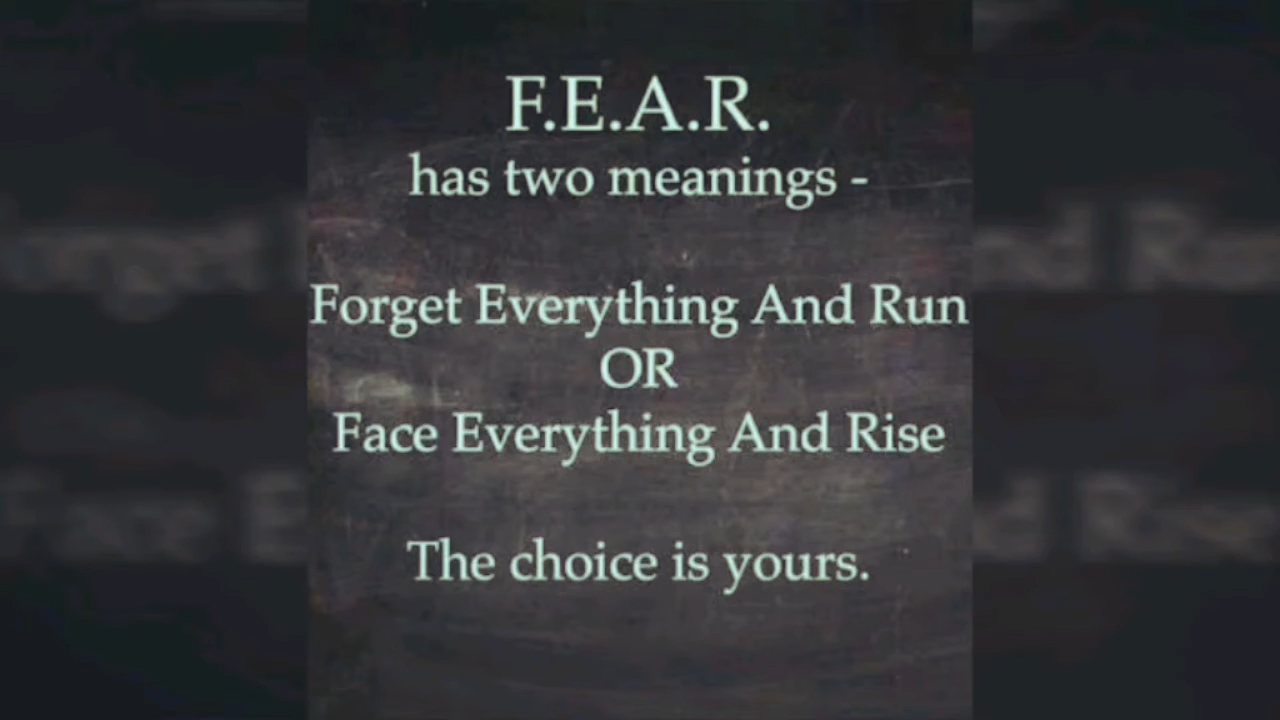 F.E.A.R.
has two meanings -
Forget Everything And Run
OR
Face Everything And Rise
The choice is yours.